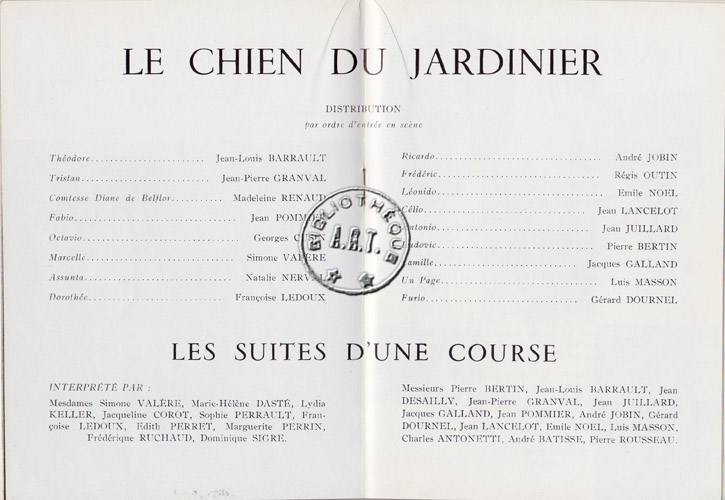 LE CHIEN DU JARDINIER
DISTRIBUTION
par ordre d'entrée en scène
Théodore Jean-Louis BARRAULT
Tristan Jean-Pierre GRANVAL
Comtesse Diane de Belflor Madeleine RENAUD
Fabio Jean POMMIER
Octavio Georges
Marcelle Simone VALÈRE
Assunta Natalie NERVAL
Dorothée Françoise LEDOUX
Ricardo André JOBIN
Frédéric Régis OUTIN
Léonido Emile NOEL
Célio Jean LANCELOT
Antonio Jean JUILLARD
Ludovic Pierre BERTIN
Camille Jacques GALLAND
Un Page Luis MASSON
Furio Gérard DOURNEL
BIBLIOTHÈQUE
A.R.T.
LES SUITES D'UNE COURSE
INTERPRÉTÉ PAR :
Mesdames Simone VALÈRE, Marie-Hélène DASTÉ, Lydia
KELLER, Jacqueline COROT, Sophie PERRAULT, Fran-
çoise LEDOUX, Edith PERRET, Marguerite PERRIN,
Frédérique RUCHAUD, Dominique SIGRE.
Messieurs Pierre BERTIN, Jean-Louis BARRAULT, Jean
DESAILLY, Jean-Pierre GRANVAL, Jean JUILLARD,
Jacques GALLAND, Jean POMMIER, André JOBIN, Gérard
DOURNEL, Jean LANCELOT, Emile NOEL, Luis MASSON,
Charles ANTONETTI, André BATISSE, Pierre ROUSSEAU.